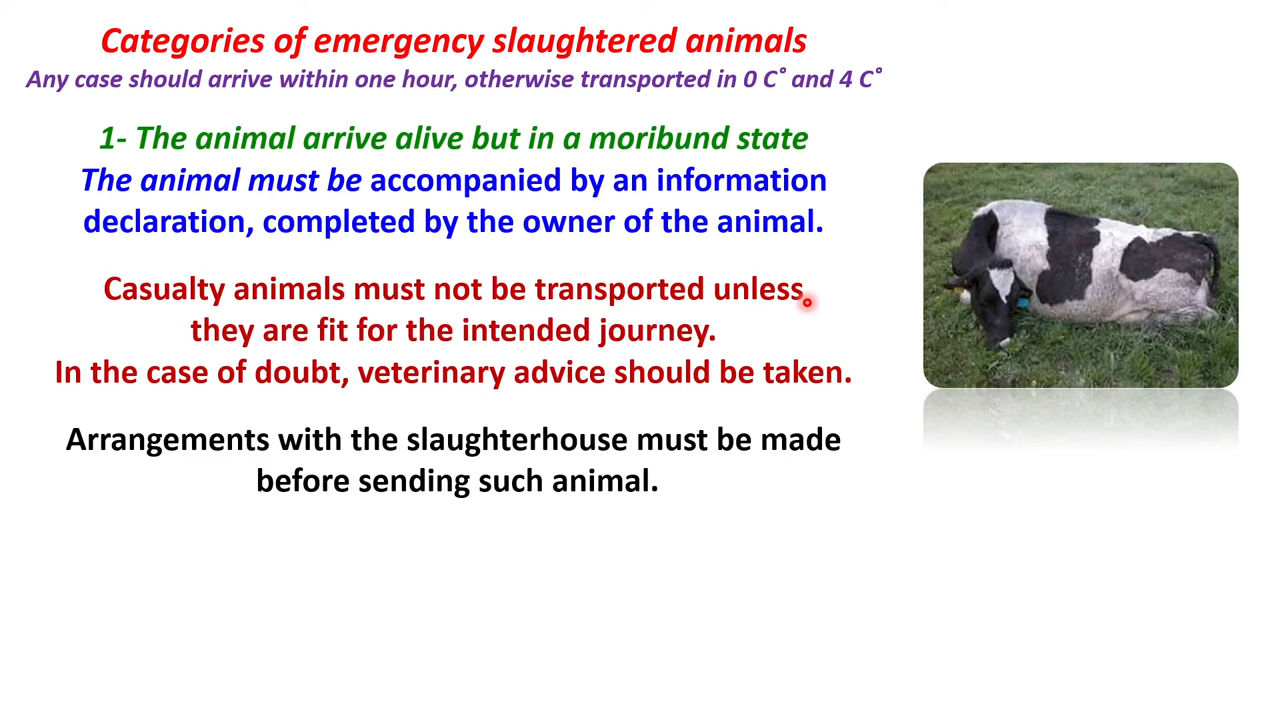 Categories of emergency slaughtered animals
Any case should arrive within one hour, otherwise transported in 0 C˚ and 4 C˚
1- The animal arrive alive but in a moribund state
The animal must be accompanied by an information
declaration, completed by the owner of the animal.
Casualty animals must not be transported unless
they are fit for the intended journey.
In the case of doubt, veterinary advice should be taken.
Arrangements with the slaughterhouse must be made
before sending such animal.